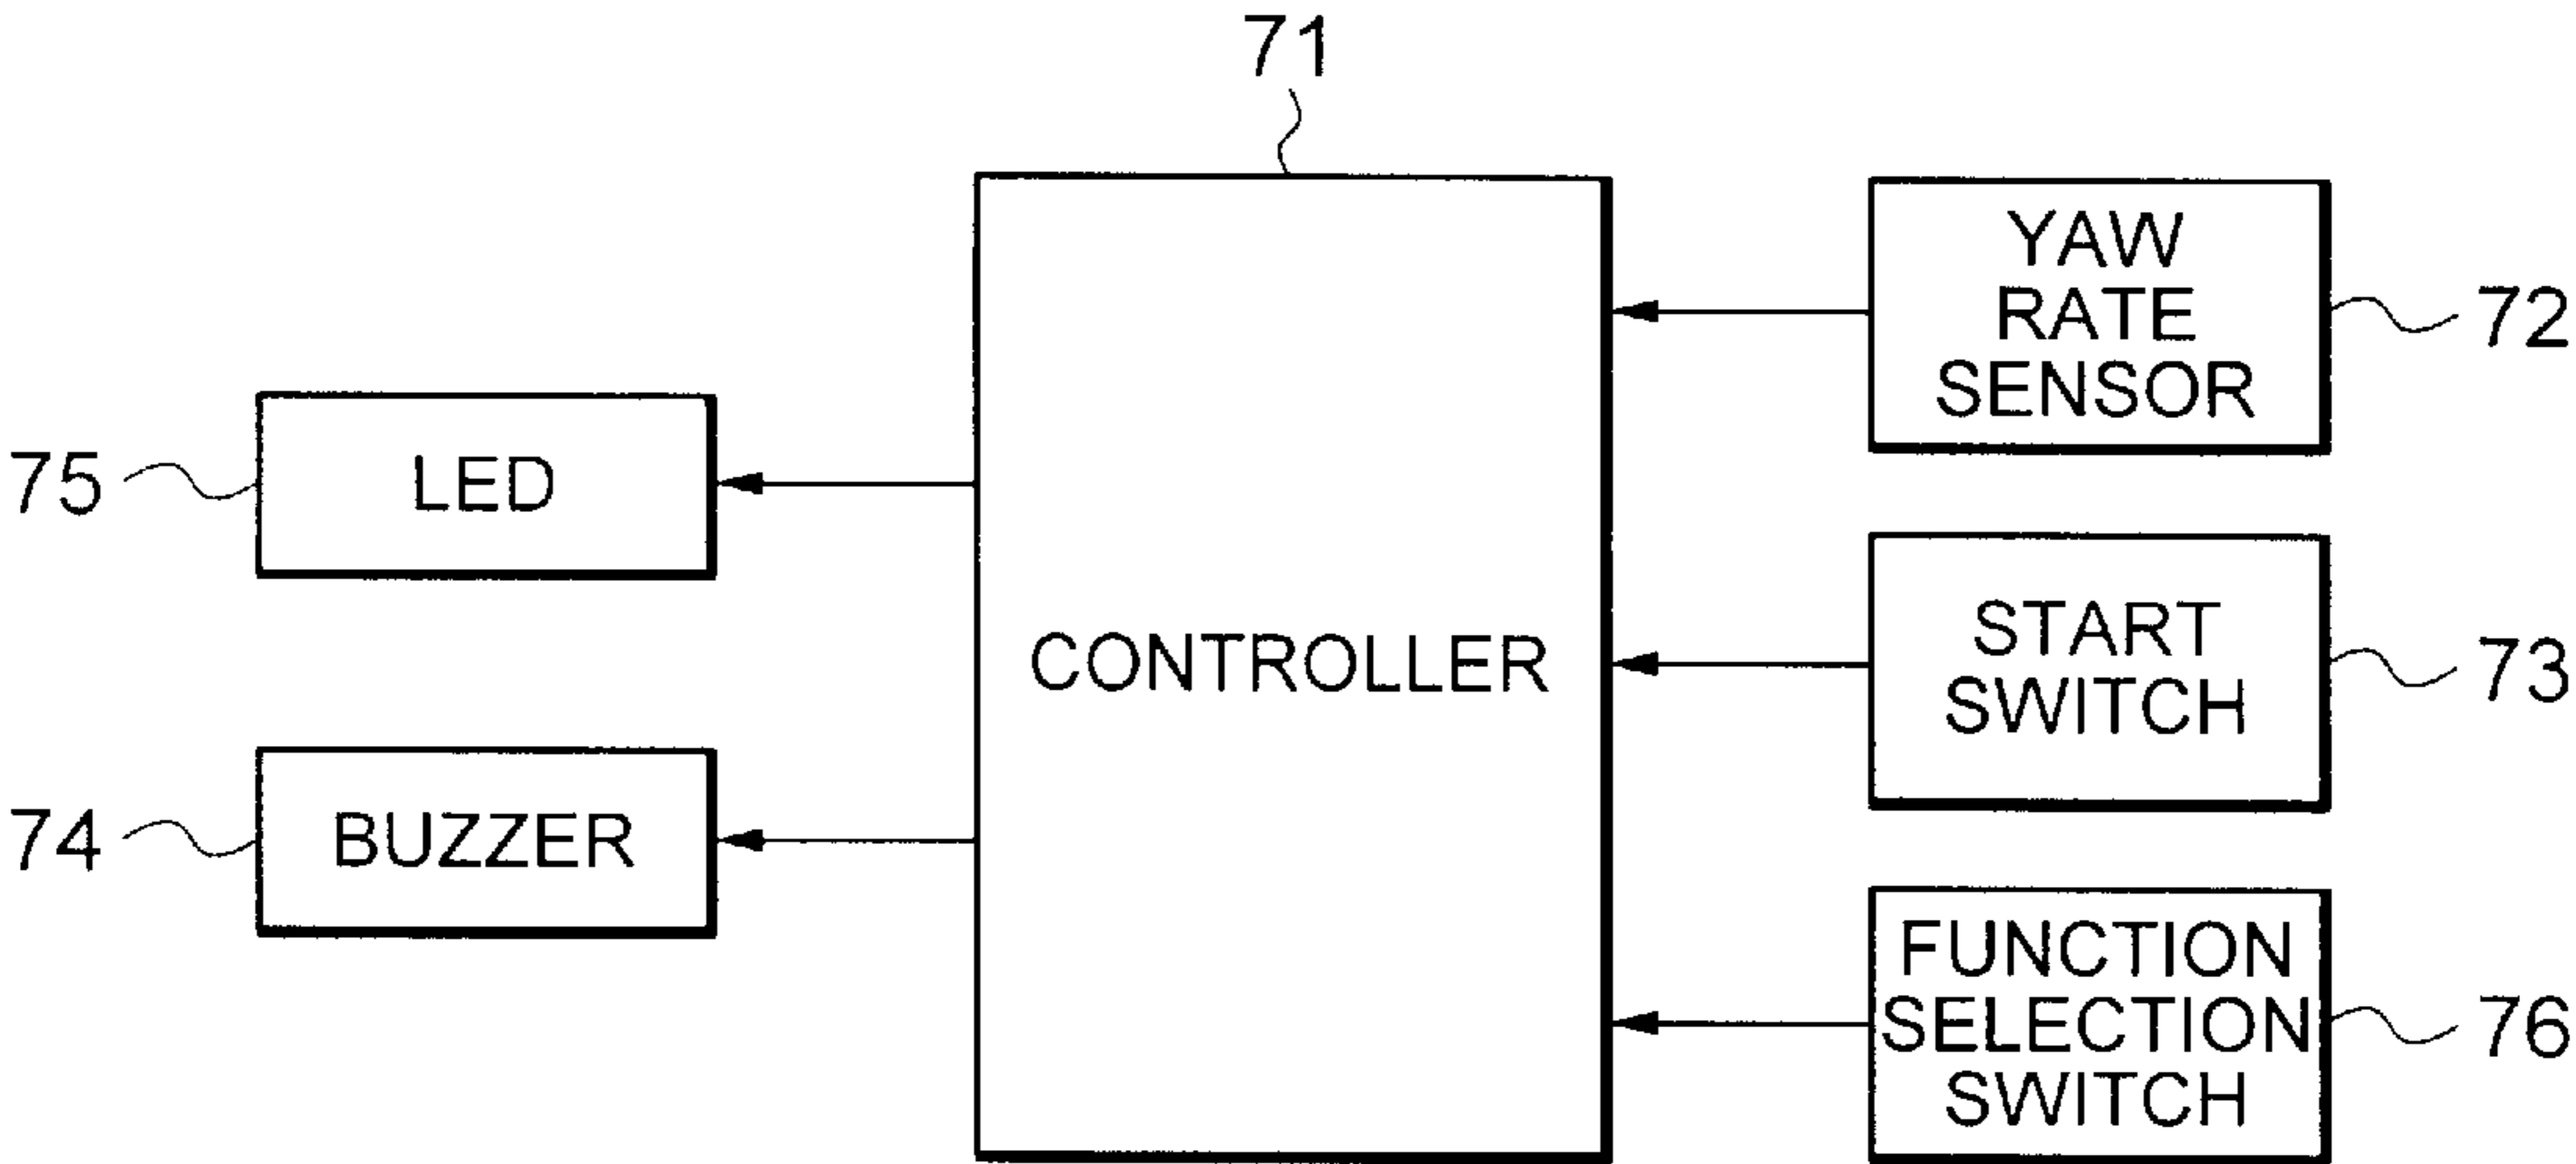 71
YAW
RATE
SENSOR
72
75
LED
CONTROLLER
START
SWITCH
73
74
BUZZER
FUNCTION
SELECTION
SWITCH
76